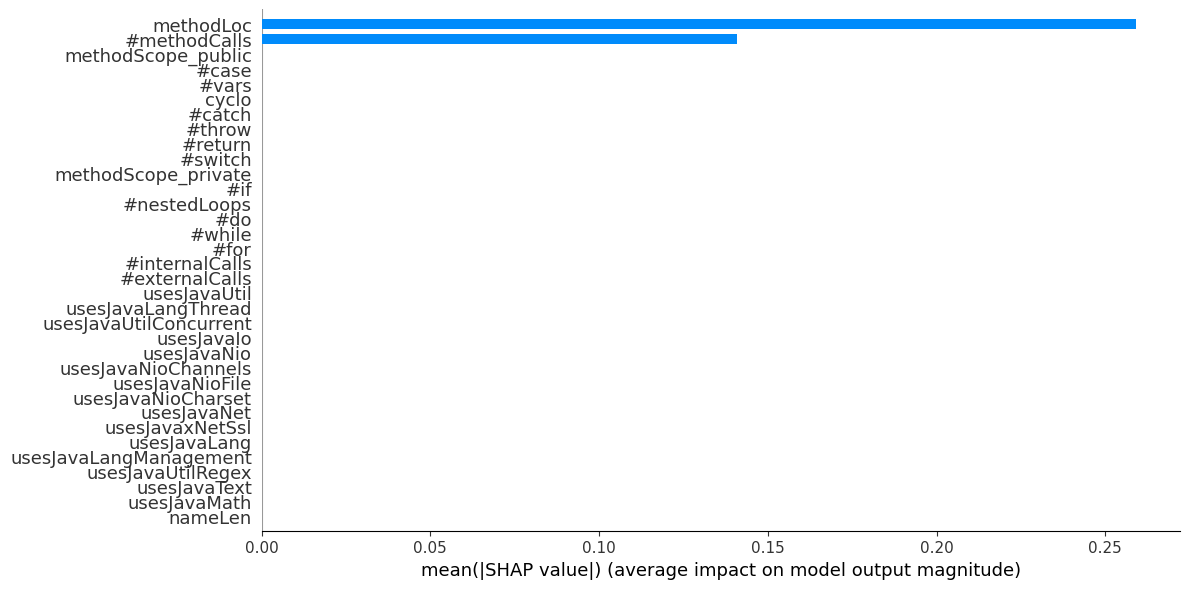 methodLoc
#methodCalls
methodScope_public
#case
#vars
cyclo
#catch
#throw
#return
#switch
methodScope_private
#if
#nestedLoops
#do
#while
#for
#internalCalls
#externalCalls
usesJavaUtil
usesJavaLangThread
usesJavaUtilConcurrent
usesJavaIo
usesJavaNio
usesJavaNioChannels
usesJavaNioFile
usesJavaNioCharset
usesJavaNet
usesJavaxNetSsl
usesJavaLang
usesJavaLangManagement
usesJavaUtilRegex
usesJavaText
usesJavaMath
nameLen
0.00 0.05 0.10 0.15 0.20 0.25
mean(|SHAP value|) (average impact on model output magnitude)